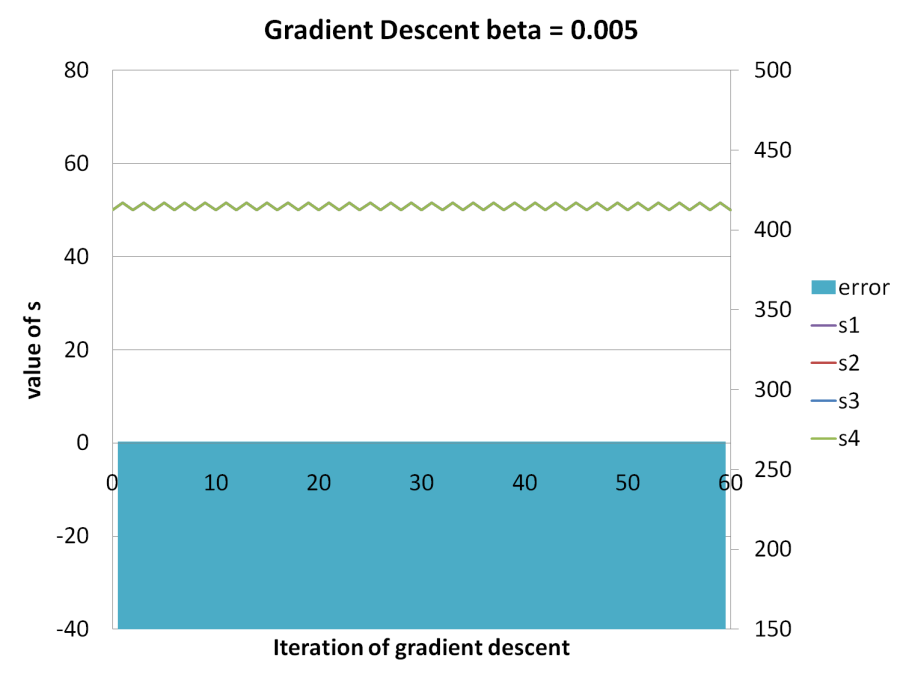 Gradient Descent beta = 0.005
80
60
40
20
0
-20
-40
value of s
500
450
400
350
300
250
200
150
0 10 20 30 40 50 60
Iteration of gradient descent
error
s1
s2
s3
s4